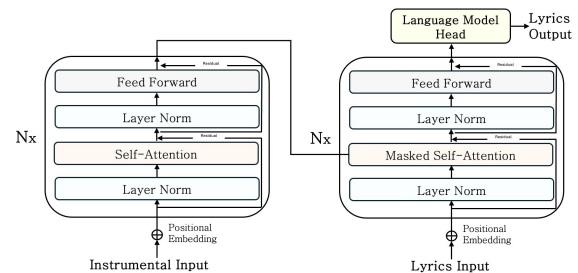 Language Model
Head
Lyrics
Output
Residual
Feed Forward
Layer Norm
Residual
Nx
Self-Attention
Layer Norm
Positional
Embedding
Instrumental Input
Residual
Feed Forward
Layer Norm
Residual
Nx
Masked Self-Attention
Layer Norm
Positional
Embedding
Lyrics Input